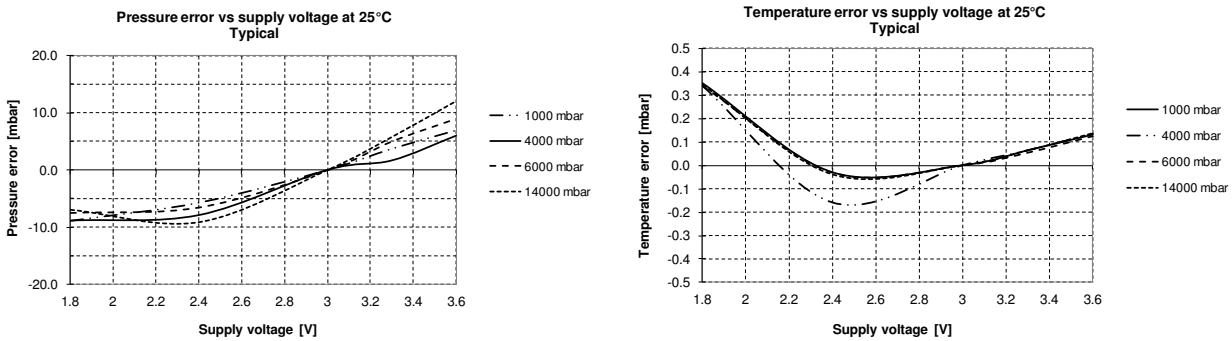 Pressure error vs supply voltage at 25°C
Typical
Pressure error [mbar]
20.0
10.0
0.0
-10.0
-20.0
1.8 2 2.2 2.4 2.6 2.8 3 3.2 3.4 3.6
Supply voltage [V]
1000 mbar
4000 mbar
6000 mbar
14000 mbar
Temperature error vs supply voltage at 25°C
Typical
Temperature error [mbar]
0.5
0.4
0.3
0.2
0.1
0.0
-0.1
-0.2
-0.3
-0.4
-0.5
1.8 2 2.2 2.4 2.6 2.8 3 3.2 3.4 3.6
Supply voltage [V]
1000 mbar
4000 mbar
6000 mbar
14000 mbar